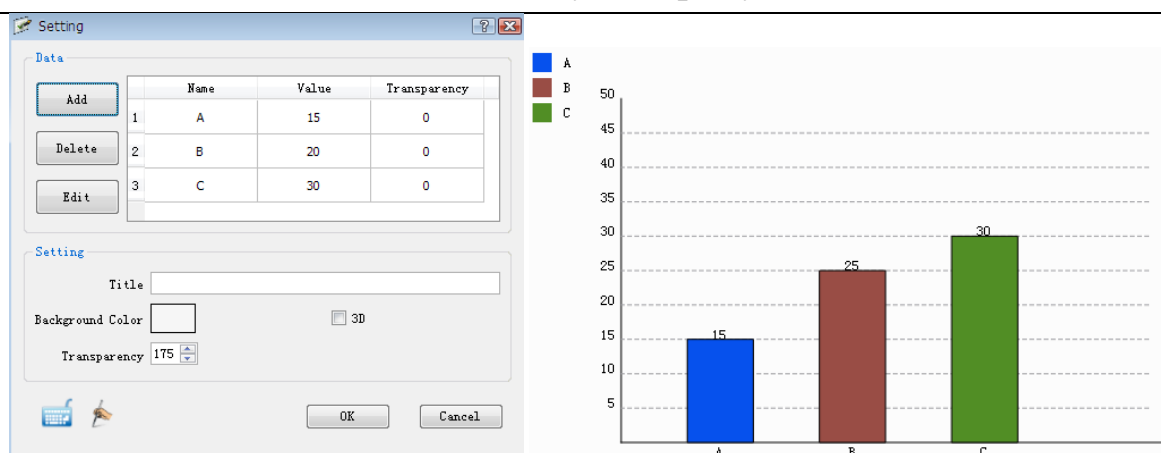 Setting
Data
Add
Delete
Edit
Name Value Transparency
1 A 15 0
2 B 20 0
3 C 30 0
Setting
Title
Background Color
3D
Transparency 175
OK Cancel
A
B
C
50
45
40
35
30
25
20
15
10
5
15
25
30
A B C